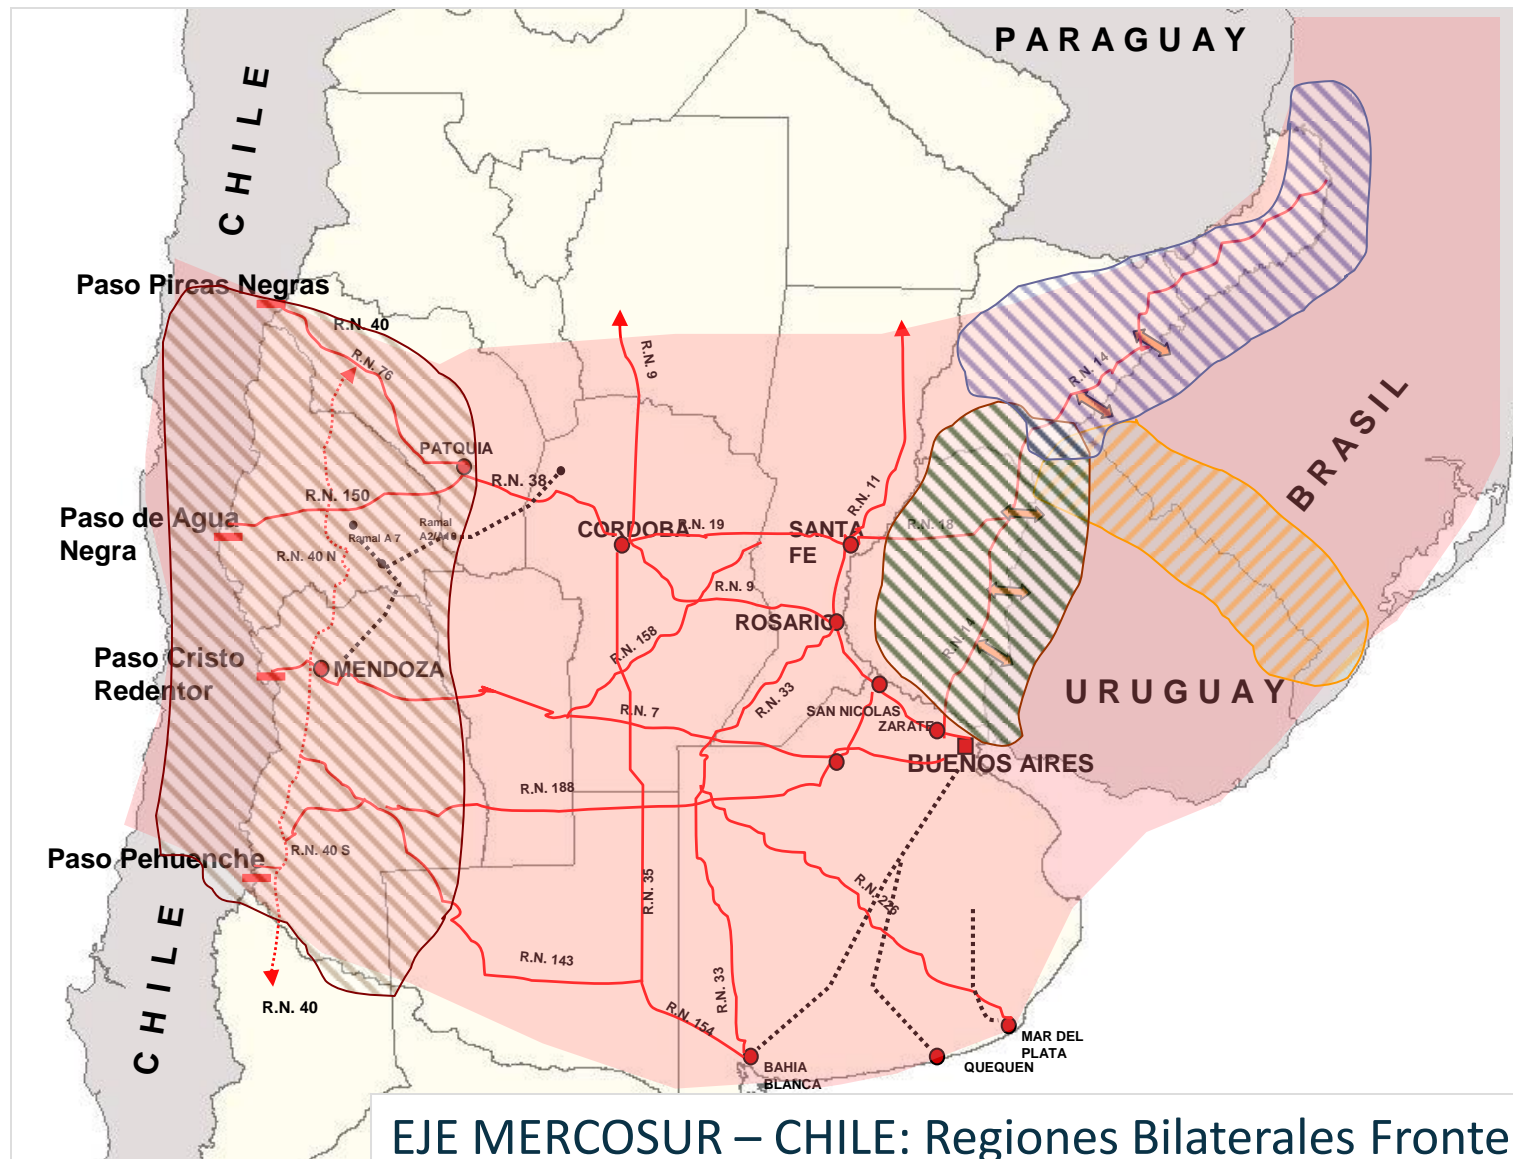 PARAGUAY
CHILE
Paso Pircas Negras
R.N. 40
R.N. 9
R.N. 76
R.N. 14
BRASIL
PATQUIA
R.N. 38
R.N. 150
R.N. 11
Paso de Agua
Negra
Ramal
Ramal A 7
R.N. 40 N
CORDOBA
R.N. 19
SANTA
FE
R.N. 18
R.N. 9
ROSARIO
R.N. 158
R.N. 14
Paso Cristo
Redentor
MENDOZA
R.N. 33
R.N. 7
SAN NICOLAS
ZARATE
URUGUAY
BUENOS AIRES
R.N. 188
Paso Pehuenche
R.N. 40 S
R.N. 35
R.N. 226
CHILE
R.N. 143
R.N. 33
R.N. 40
R.N. 154
MAR DEL
PLATA
BAHIA
BLANCA
QUEQUEN
EJE MERCOSUR – CHILE: Regiones Bilaterales Fronte